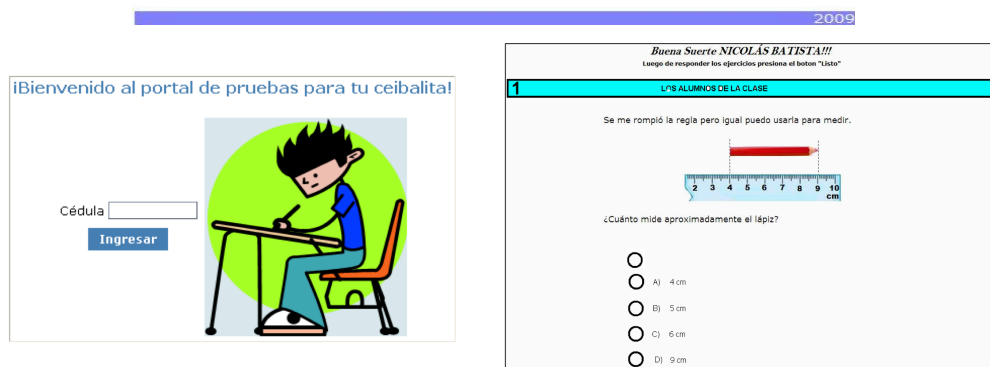 2009
¡Bienvenido al portal de pruebas para tu ceibalita!
Cédula
Ingresar
Buena Suerte NICOLÁS BATISTA!!!
Luego de responder los ejercicios presiona el boton "Listo"
1 LOS ALUMNOS DE LA CLASE
Se me rompió la regla pero igual puedo usarla para medir.
2 3 4 5 6 7 8 9 10
cm
¿Cuánto mide aproximadamente el lápiz?
A) 4 cm
B) 5 cm
C) 6 cm
D) 9 cm